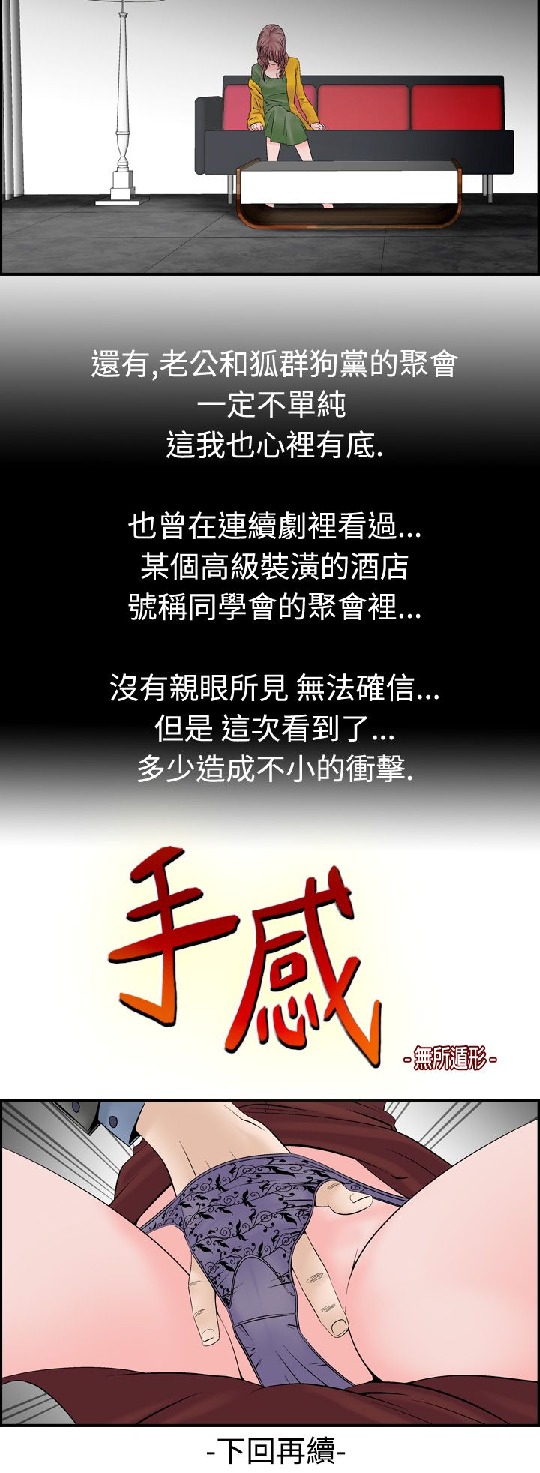 還有,老公和狐群狗黨的聚會
一定不單純
這我也心裡有底.
也曾在連續劇裡看過...
某個高級裝潢的酒店
號稱同學會的聚會裡...
沒有親眼所見 無法確信...
但是 這次看到了...
多少造成不小的衝擊.
手感
- 無所遁形 -
-下回再續-